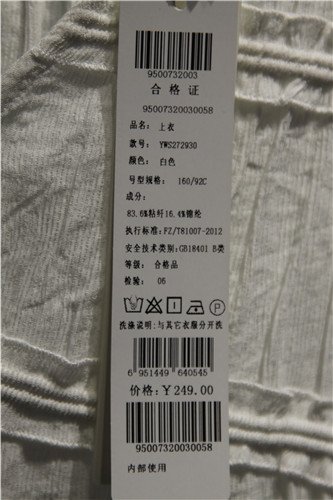 9500732003
合格证
95007320030058
品名: 上衣
款号: YWS272930
颜色: 白色
号型规格: 160/92C
成分:
83.6%粘纤16.4%锦纶
执行标准:FZ/T81007-2012
安全技术类别:GB18401 B类
等级: 合格品
检验: 06
洗涤说明:与其它衣服分开洗
6 951449 640545
价格:￥249.00
95007320030058
内部使用